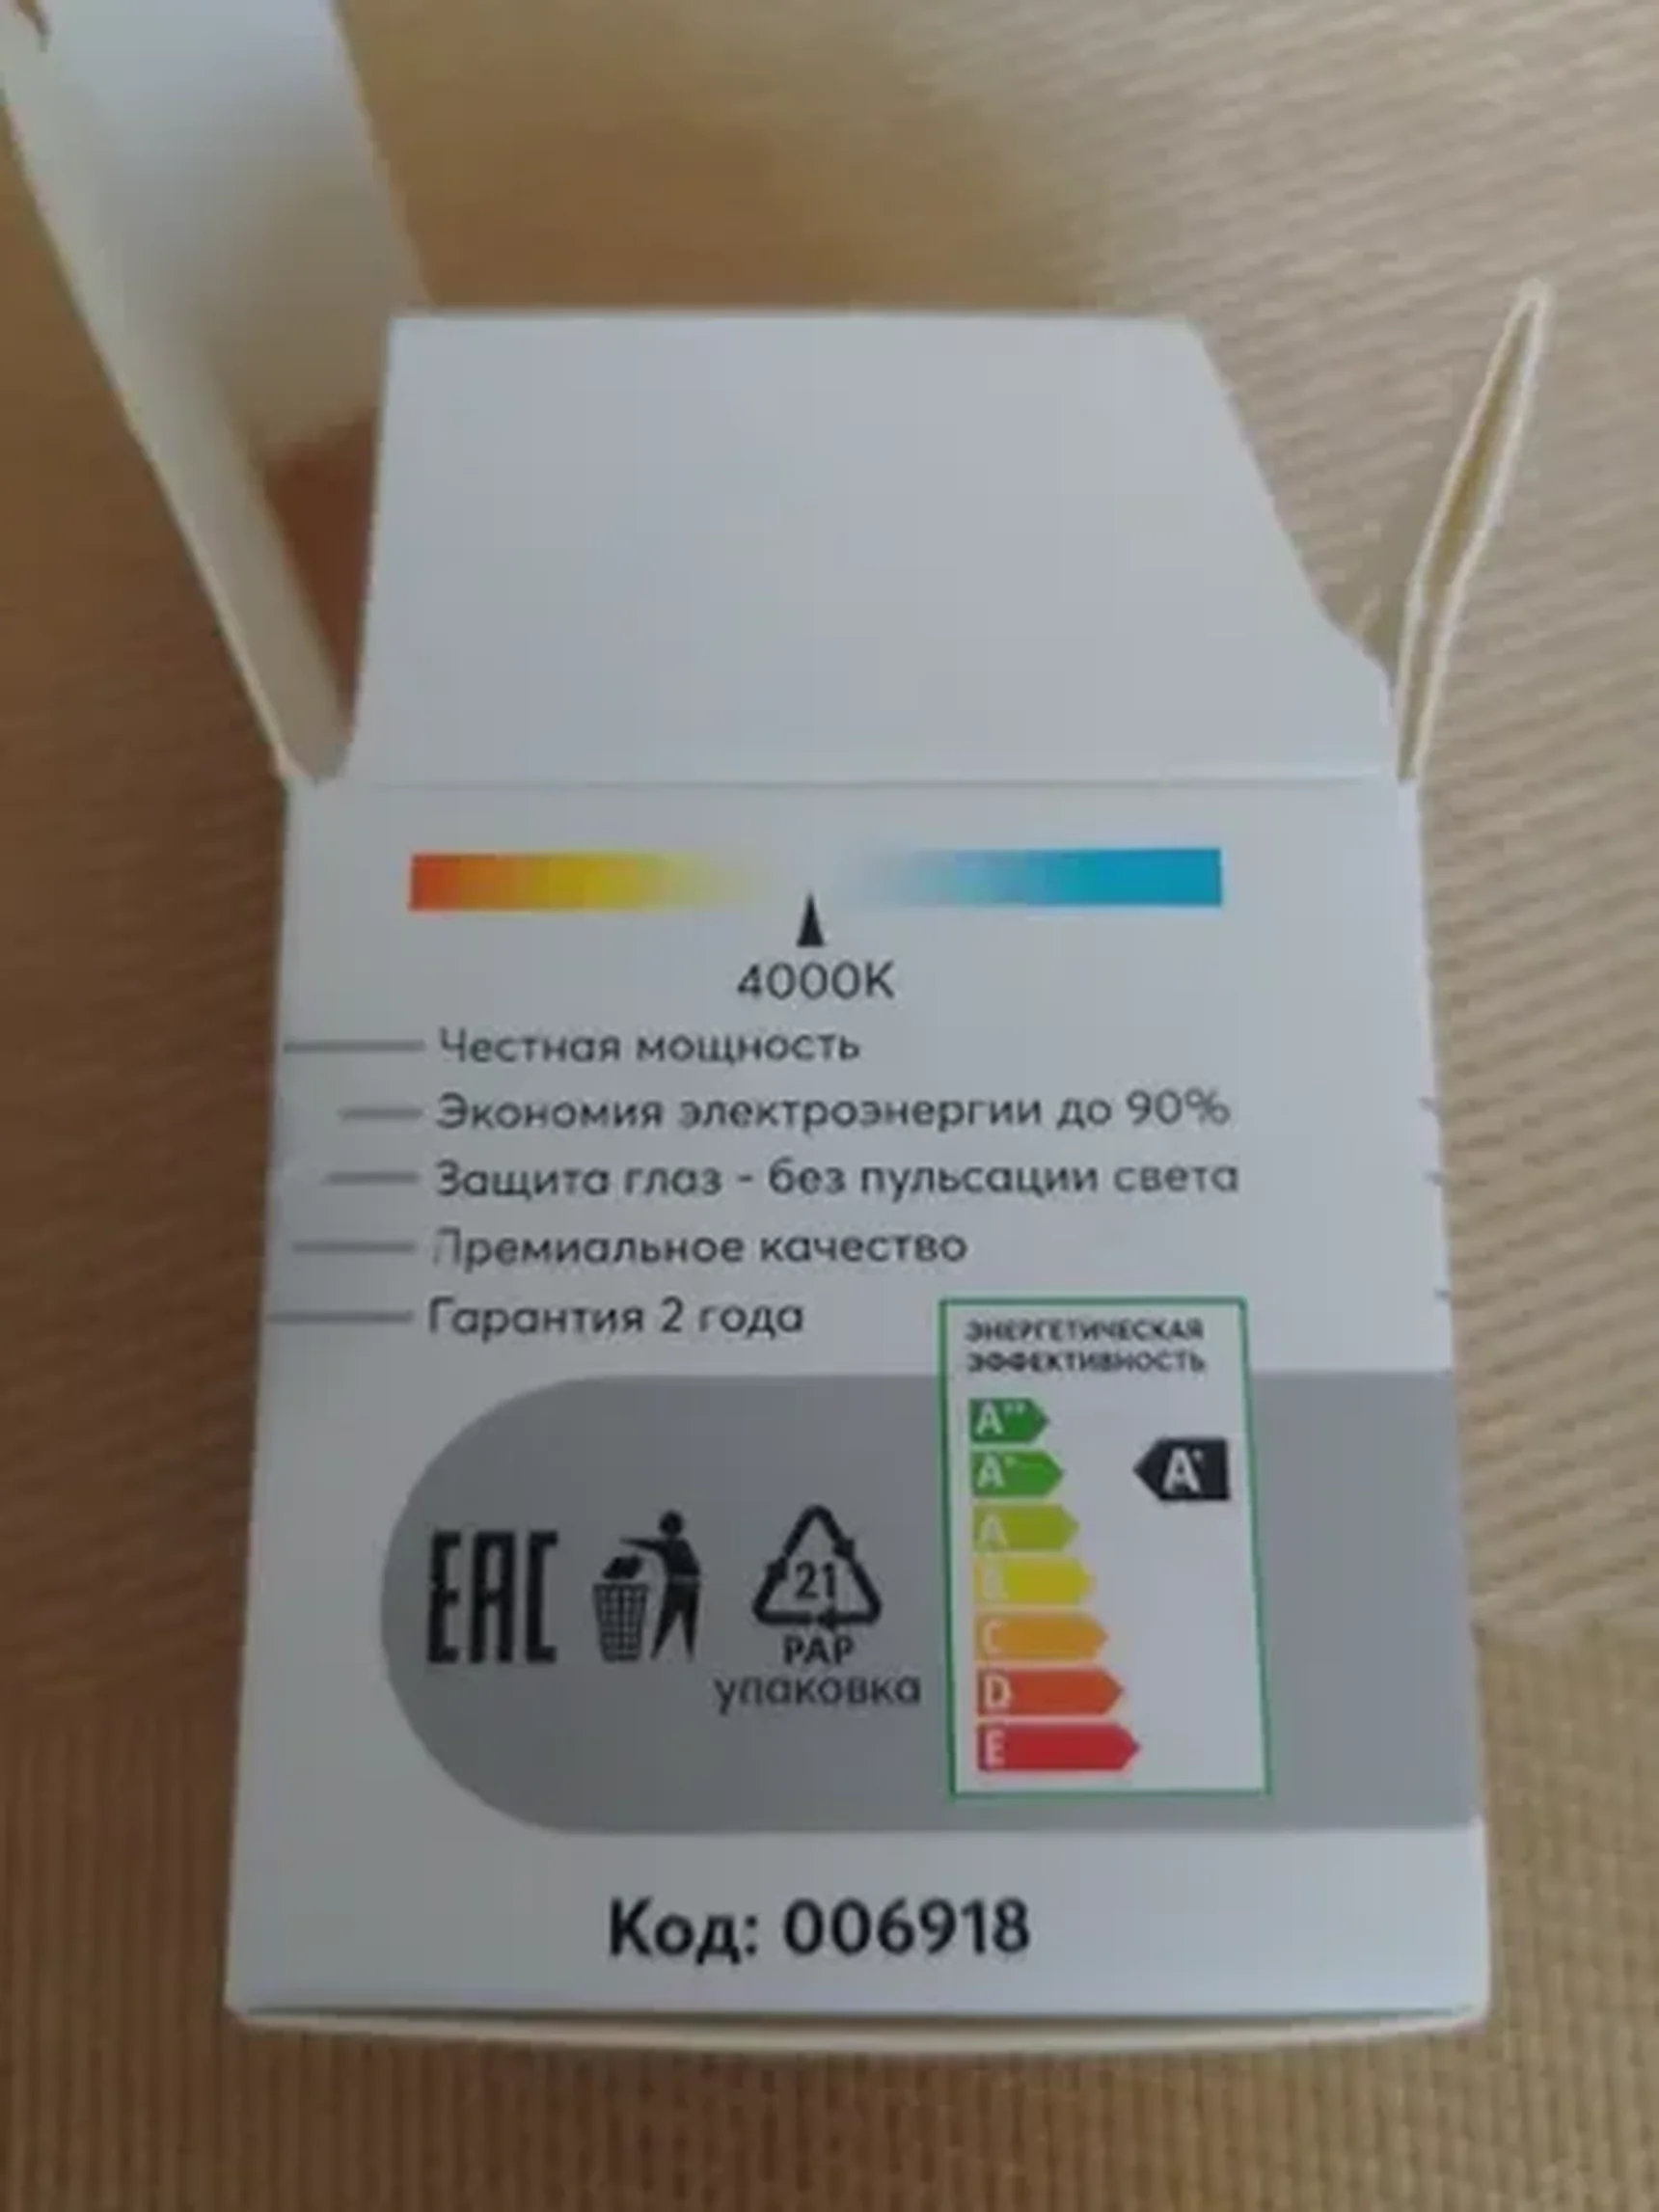 4000K
Честная мощность
Экономия электроэнергии до 90%
Защита глаз - без пульсации света
Премиальное качество
Гарантия 2 года
ЭНЕРГЕТИЧЕСКАЯ
ЭФФЕКТИВНОСТЬ
A++
A+
A+
A
B
C
D
E
EAC
21
PAP
упаковка
Код: 006918